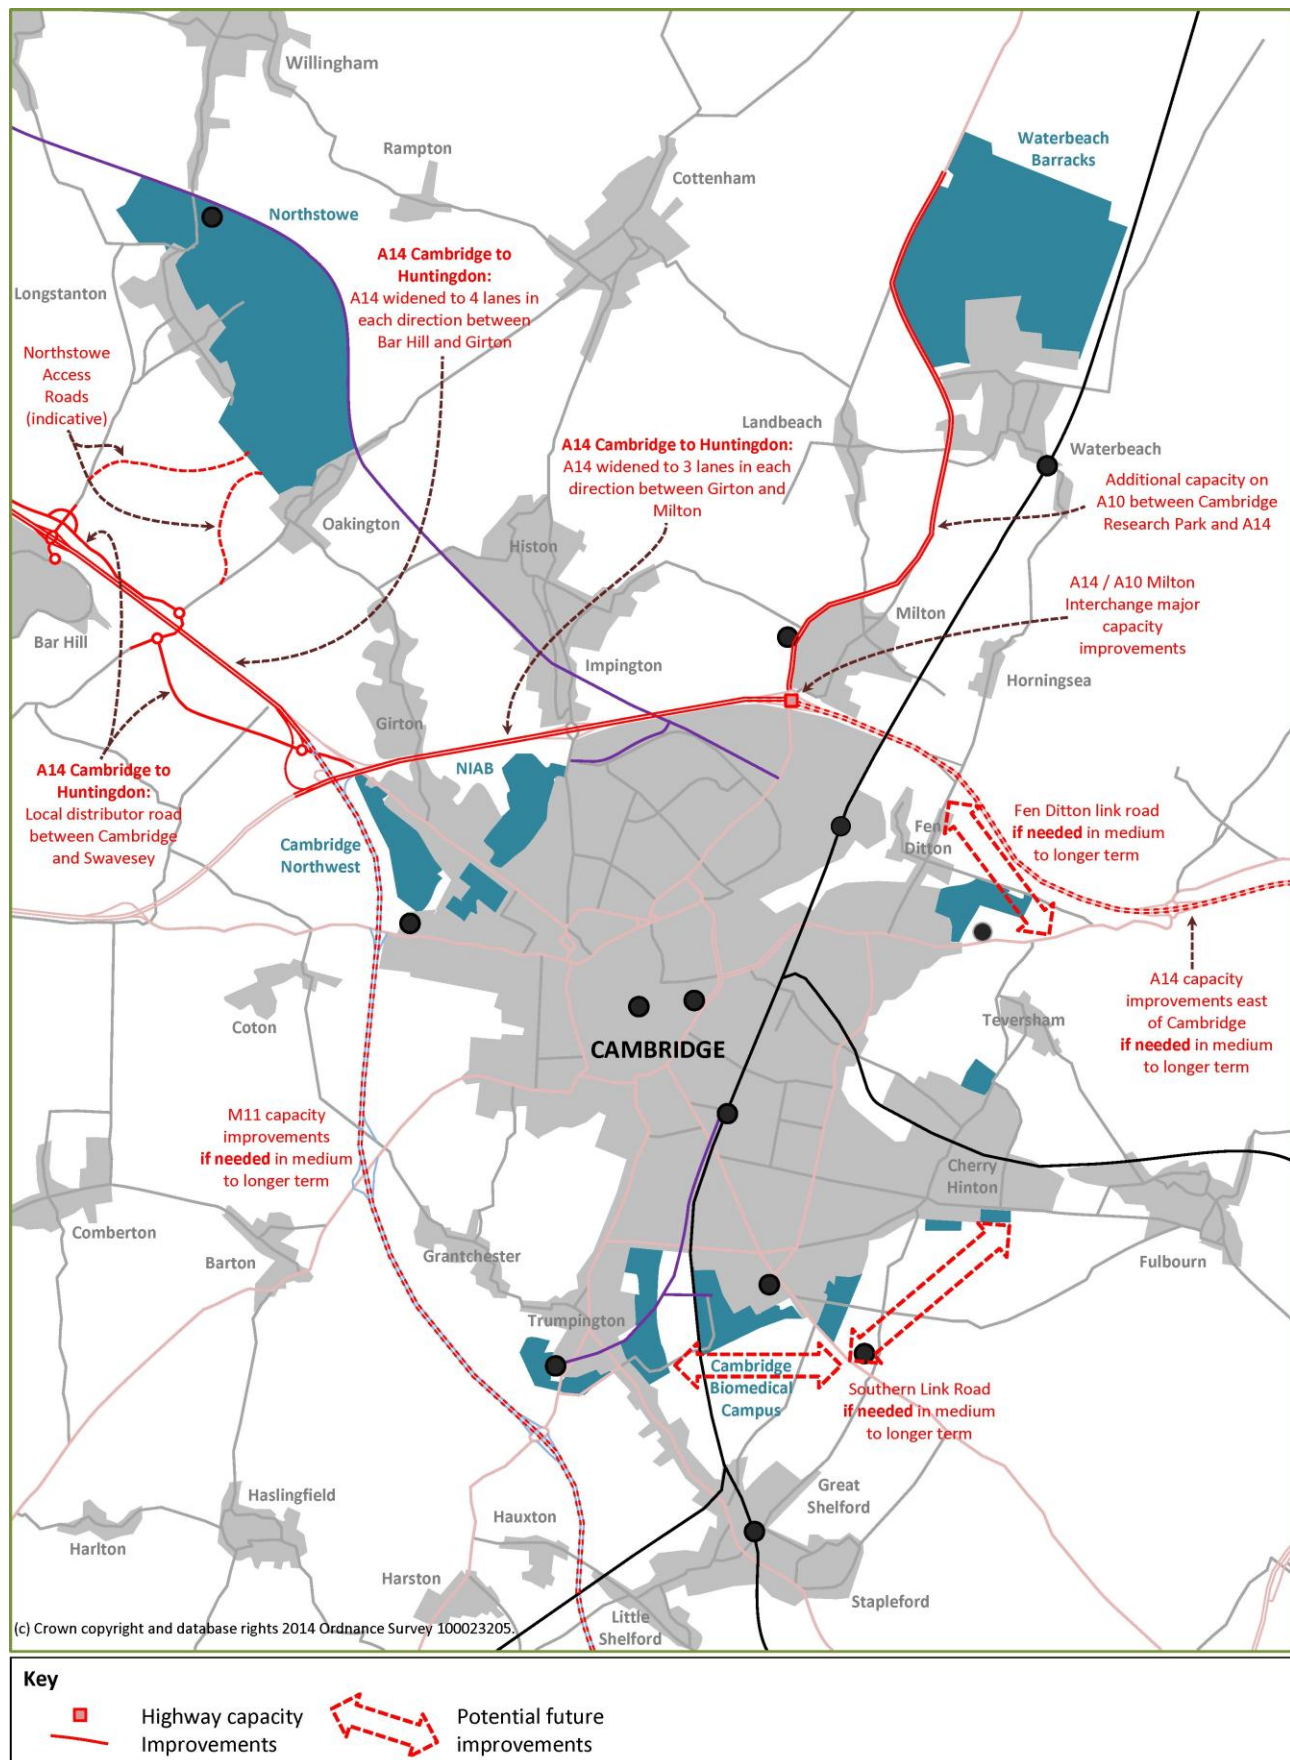 Willingham
Rampton
Cottenham
Waterbeach
Barracks
Northstowe
Longstanton
A14 Cambridge to
Huntingdon:
A14 widened to 4 lanes in
each direction between
Bar Hill and Girton
Northstowe
Access
Roads
(indicative)
Landbeach
Waterbeach
A14 Cambridge to Huntingdon:
A14 widened to 3 lanes in each
direction between Girton and
Milton
Additional capacity on
A10 between Cambridge
Research Park and A14
Oakington
Histon
A14 / A10 Milton
Interchange major
capacity
improvements
Bar Hill
Milton
Impington
Horningsea
Girton
NIAB
A14 Cambridge to
Huntingdon:
Local distributor road
between Cambridge
and Swavesey
Cambridge
Northwest
Fen
Ditton
Fen Ditton link road
if needed in medium
to longer term
Coton
CAMBRIDGE
Teversham
A14 capacity
improvements east
of Cambridge
if needed in medium
to longer term
M11 capacity
improvements
if needed in medium
to longer term
Cherry
Hinton
Comberton
Barton
Grantchester
Fulbourn
Trumpington
Cambridge
Biomedical
Campus
Southern Link Road
if needed in medium
to longer term
Haslingfield
Harlton
Hauxton
Great
Shelford
Harston
Stapleford
Little
Shelford
(c) Crown copyright and database rights 2014 Ordnance Survey 100023205.
Key
Highway capacity
Improvements
Potential future
improvements